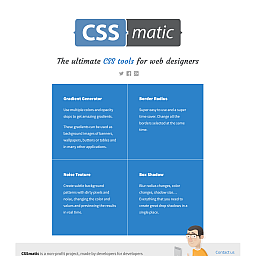 CSS matic
The ultimate CSS tools for web designers
Gradient Generator
Use multiple colors and opacity
stops to get amazing gradients.
These gradients can be used as
background images of banners,
wallpapers, buttons or tables and
in many other applications.
Border Radius
Super easy to use and a super
time saver. Change all the
borders selected at the same
time.
Noise Texture
Create subtle background
patterns with dirty pixels and
noise, changing the color and
values and previewing the results
in real time.
Box Shadow
Blur radius changes, color
changes, shadow size...
Everything that you need to
create great drop shadows in a
single place.
CSSmatic is a non-profit project, made by developers for developers
Contact us